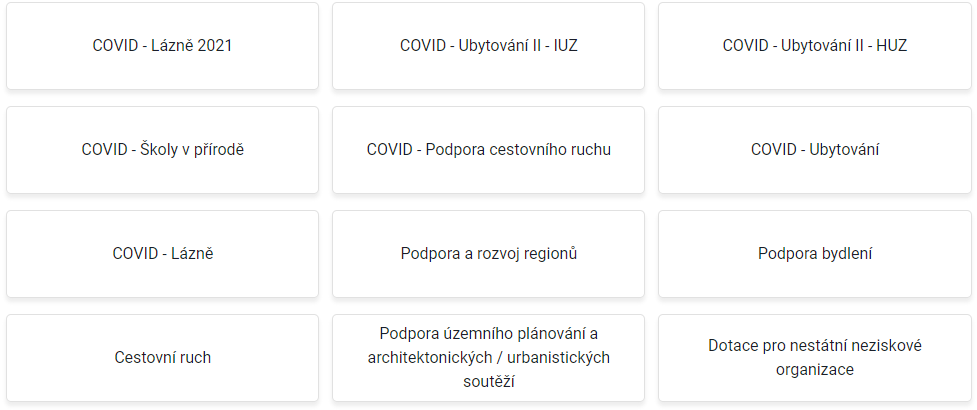 COVID - Lázně 2021
COVID - Ubytování II - IUZ
COVID - Ubytování II - HUZ
COVID - Školy v přírodě
COVID - Podpora cestovního ruchu
COVID - Ubytování
COVID - Lázně
Podpora a rozvoj regionů
Podpora bydlení
Cestovní ruch
Podpora územního plánování a
architektonických / urbanistických
soutěží
Dotace pro nestátní neziskové
organizace